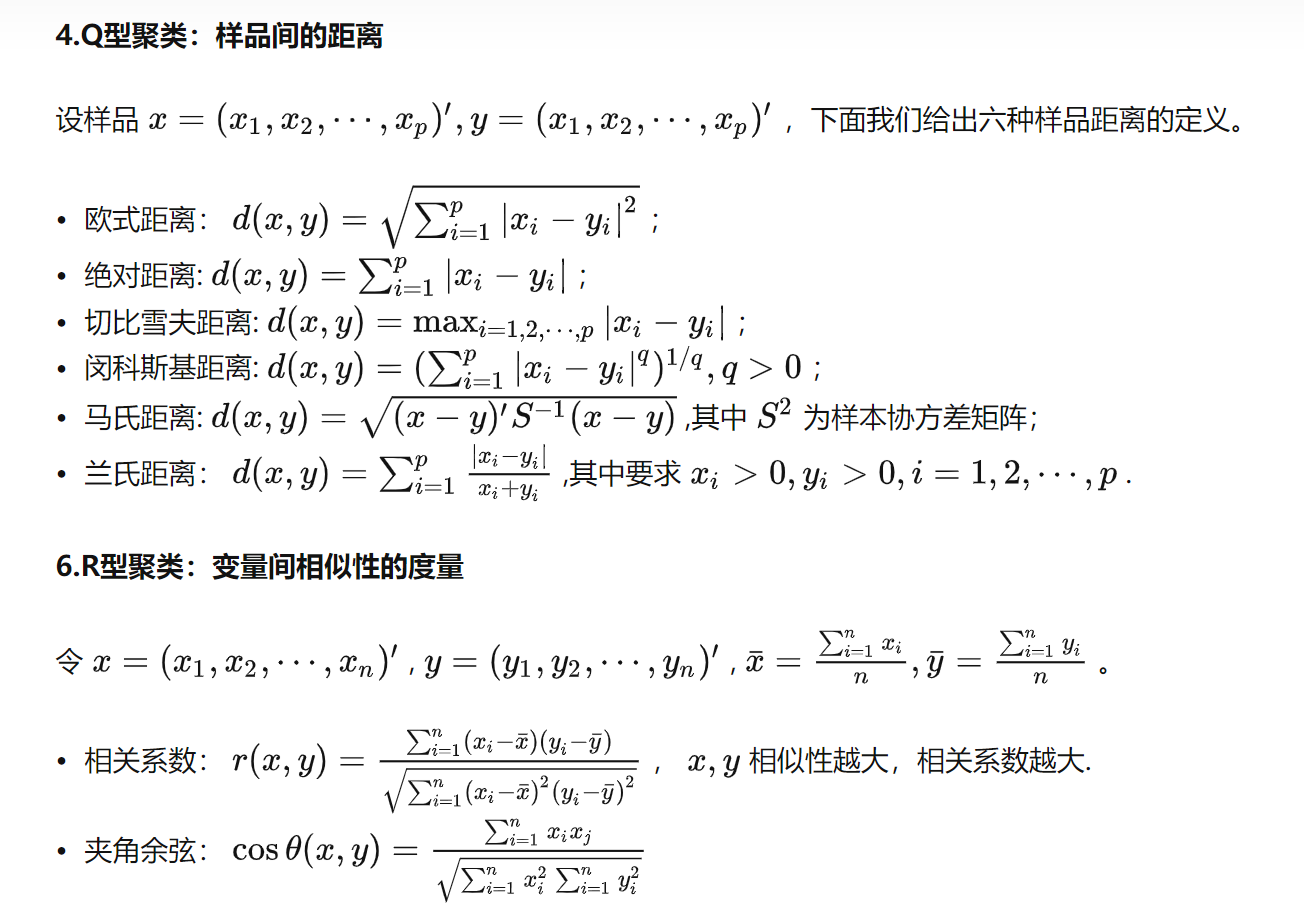 4.Q型聚类：样品间的距离
设样品 $x = (x_1, x_2, \cdots, x_p)', y = (x_1, x_2, \cdots, x_p)'$ ，下面我们给出六种样品距离的定义。
• 欧式距离： $d(x, y) = \sqrt{\sum_{i=1}^{p} |x_i - y_i|^2}$ ；
• 绝对距离: $d(x, y) = \sum_{i=1}^{p} |x_i - y_i|$ ；
• 切比雪夫距离: $d(x, y) = \max_{i=1,2,\cdots,p} |x_i - y_i|$ ；
• 闵科斯基距离: $d(x, y) = (\sum_{i=1}^{p} |x_i - y_i|^q)^{1/q}, q > 0$ ；
• 马氏距离: $d(x, y) = \sqrt{(x - y)' S^{-1} (x - y)}$ ,其中 $S^2$ 为样本协方差矩阵；
• 兰氏距离： $d(x, y) = \sum_{i=1}^{p} \frac{|x_i - y_i|}{x_i + y_i}$ ,其中要求 $x_i > 0, y_i > 0, i = 1, 2, \cdots, p$ .
6.R型聚类：变量间相似性的度量
令 $x = (x_1, x_2, \cdots, x_n)'$ , $y = (y_1, y_2, \cdots, y_n)'$ , $\bar{x} = \frac{\sum_{i=1}^{n} x_i}{n}, \bar{y} = \frac{\sum_{i=1}^{n} y_i}{n}$ 。
• 相关系数： $r(x, y) = \frac{\sum_{i=1}^{n} (x_i - \bar{x})(y_i - \bar{y})}{\sqrt{\sum_{i=1}^{n} (x_i - \bar{x})^2 (y_i - \bar{y})^2}}$ ， $x, y$ 相似性越大，相关系数越大.
• 夹角余弦： $\cos \theta(x, y) = \frac{\sum_{i=1}^{n} x_i x_j}{\sqrt{\sum_{i=1}^{n} x_i^2 \sum_{i=1}^{n} y_i^2}}$